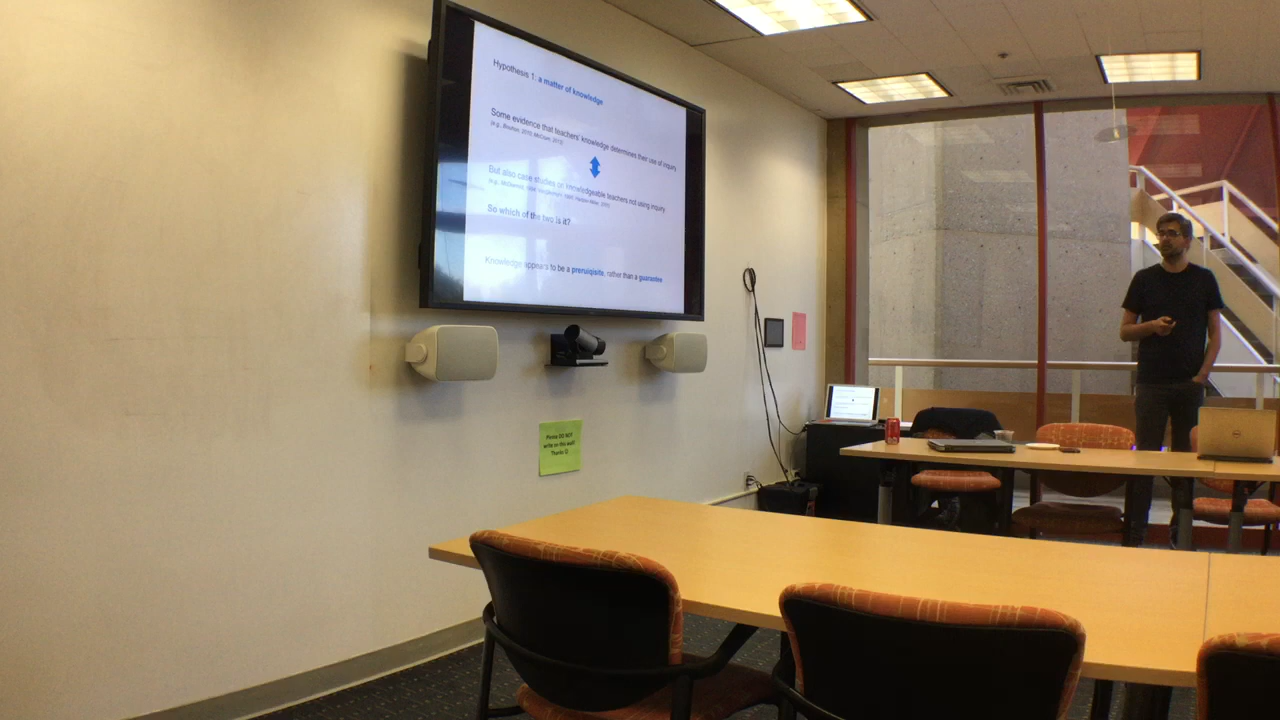 Hypothesis 1: a matter of knowledge
Some evidence that teachers' knowledge determines their use of inquiry
But also case studies on knowledgeable teachers not using inquiry.
So which of the two is it?
Knowledge appears to be a preruiqisite, rather than a guarantee
Please DO NOT
write on this wall!
Thanks
DELL